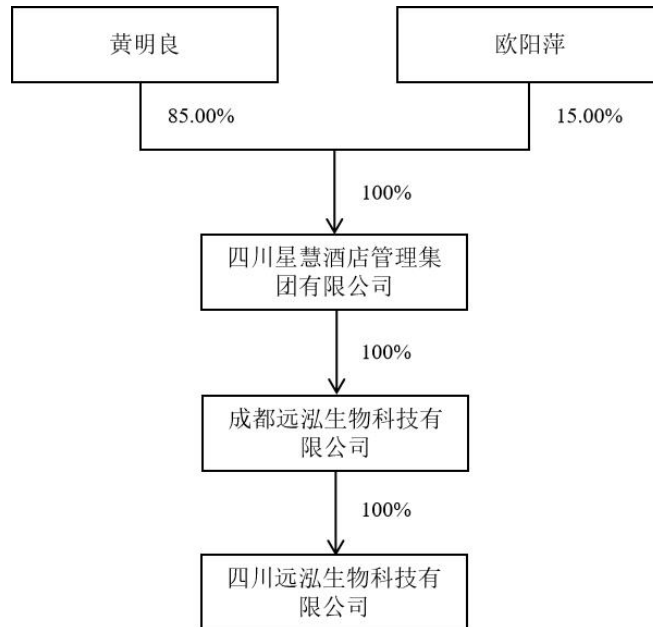 黄明良
欧阳萍
85.00%
15.00%
100%
四川星慧酒店管理集
团有限公司
100%
成都远泓生物科技有
限公司
100%
四川远泓生物科技有
限公司